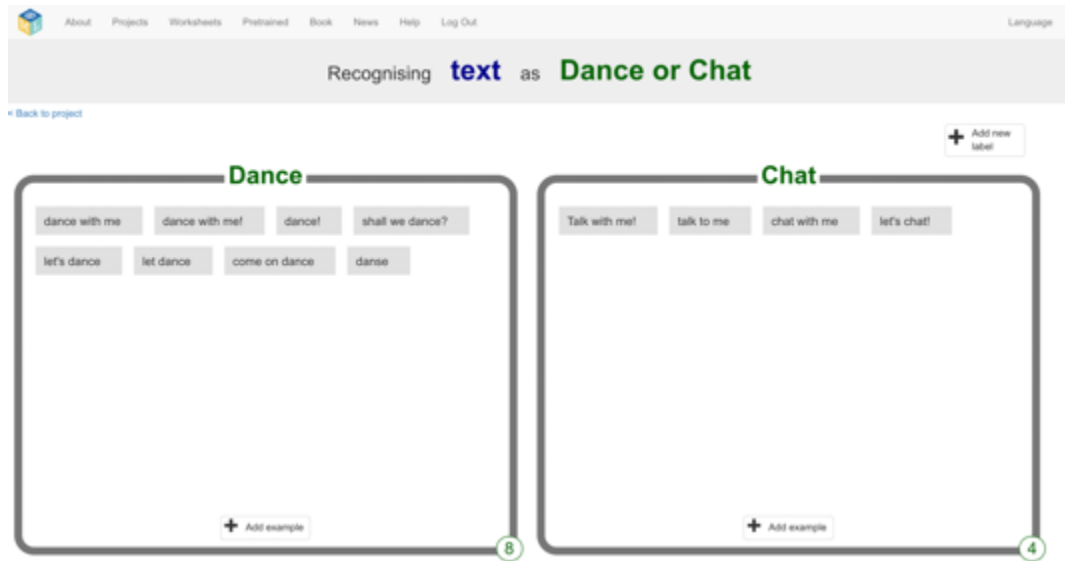 About Projects Worksheets Pretrained Book News Help Log Out Language
Recognising text as Dance or Chat
Back to project
Add new
label
Dance
dance with me dance with me! dance! shall we dance?
let's dance let dance come on dance danse
Add example
8
Chat
Talk with me! talk to me chat with me let's chat!
Add example
4